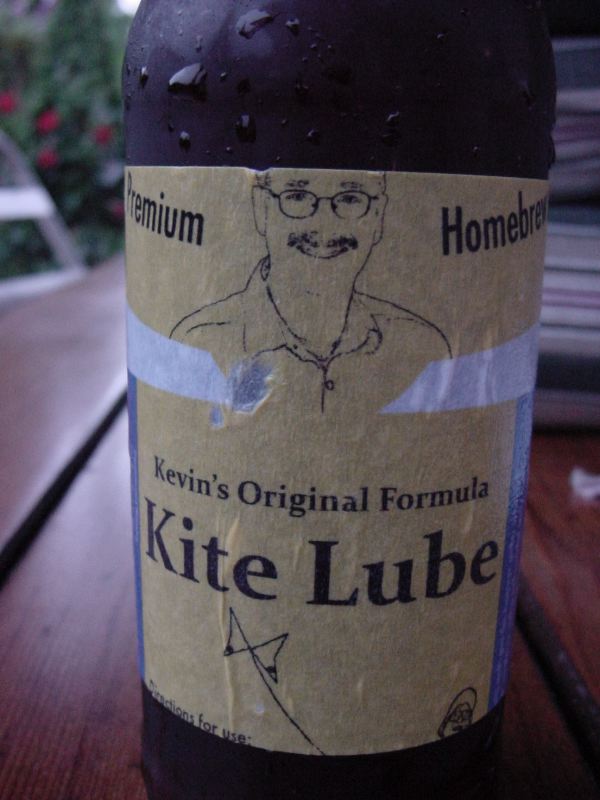 Premium
Homebrew
Kevin's Original Formula
Kite Lube
Directions for use: